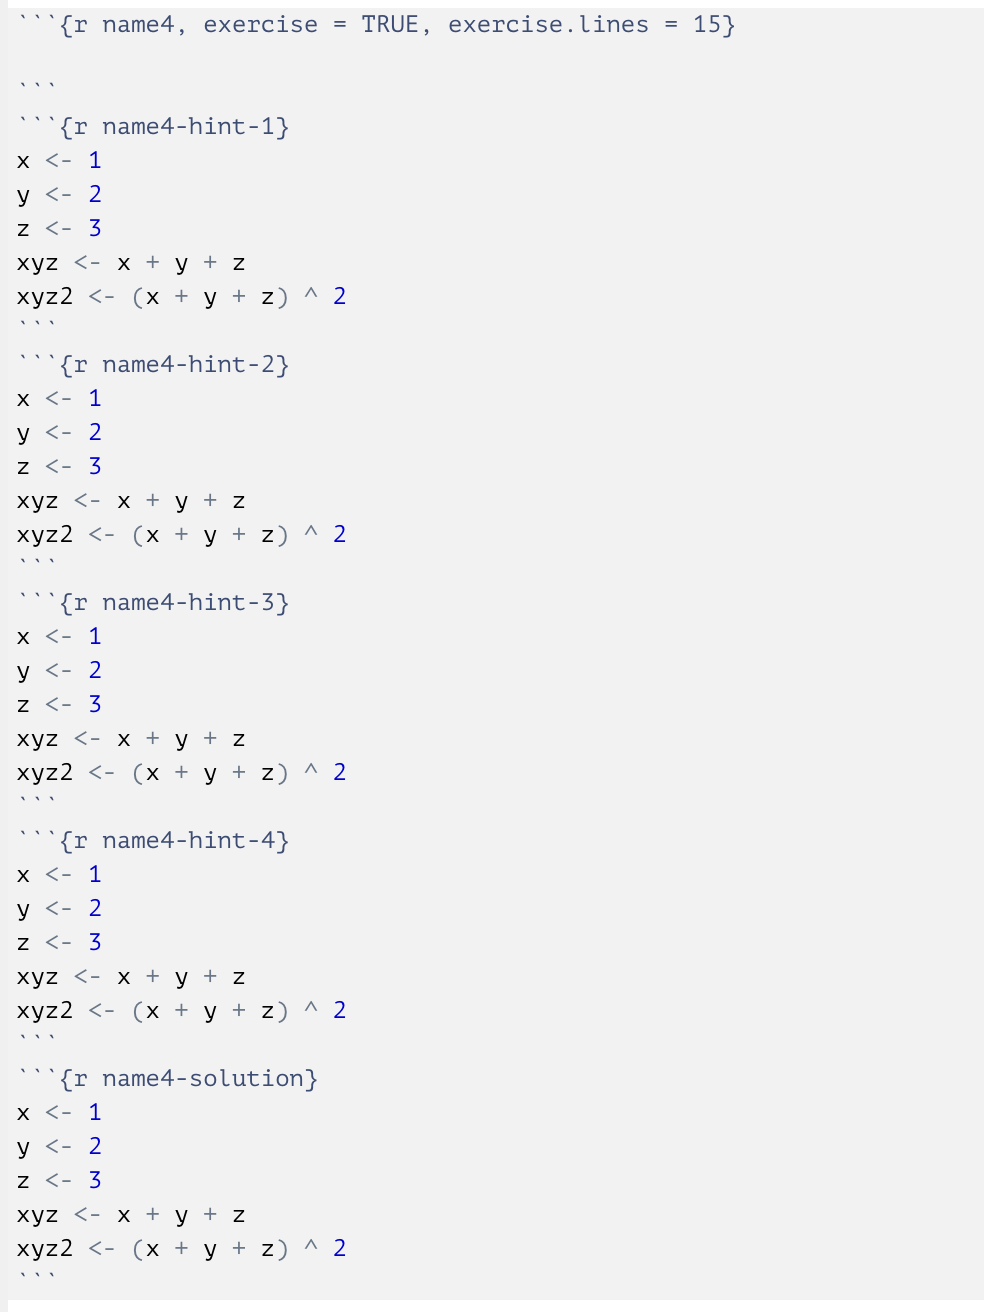 ```{r name4, exercise = TRUE, exercise.lines = 15}

```
```{r name4-hint-1}
x <- 1
y <- 2
z <- 3
xyz <- x + y + z
xyz2 <- (x + y + z) ^ 2
```
```{r name4-hint-2}
x <- 1
y <- 2
z <- 3
xyz <- x + y + z
xyz2 <- (x + y + z) ^ 2
```
```{r name4-hint-3}
x <- 1
y <- 2
z <- 3
xyz <- x + y + z
xyz2 <- (x + y + z) ^ 2
```
```{r name4-hint-4}
x <- 1
y <- 2
z <- 3
xyz <- x + y + z
xyz2 <- (x + y + z) ^ 2
```
```{r name4-solution}
x <- 1
y <- 2
z <- 3
xyz <- x + y + z
xyz2 <- (x + y + z) ^ 2
```